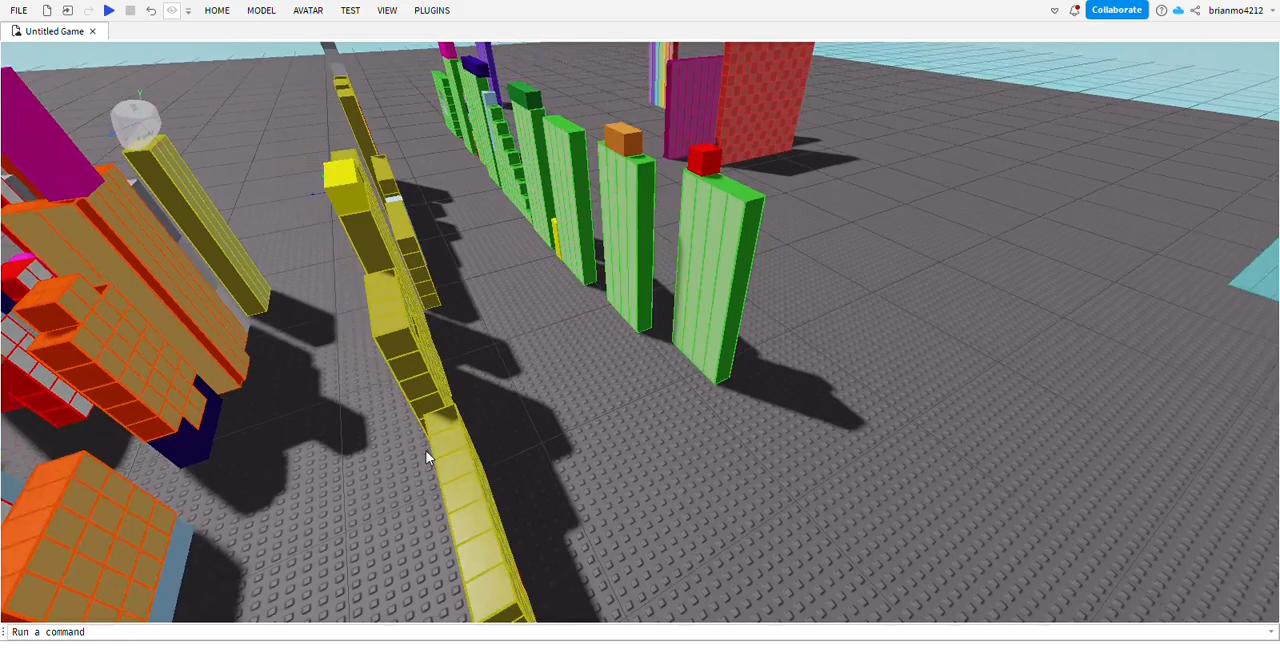 FILE HOME MODEL AVATAR TEST VIEW PLUGINS Collaborate brianmo4212
Untitled Game
Y
Run a command